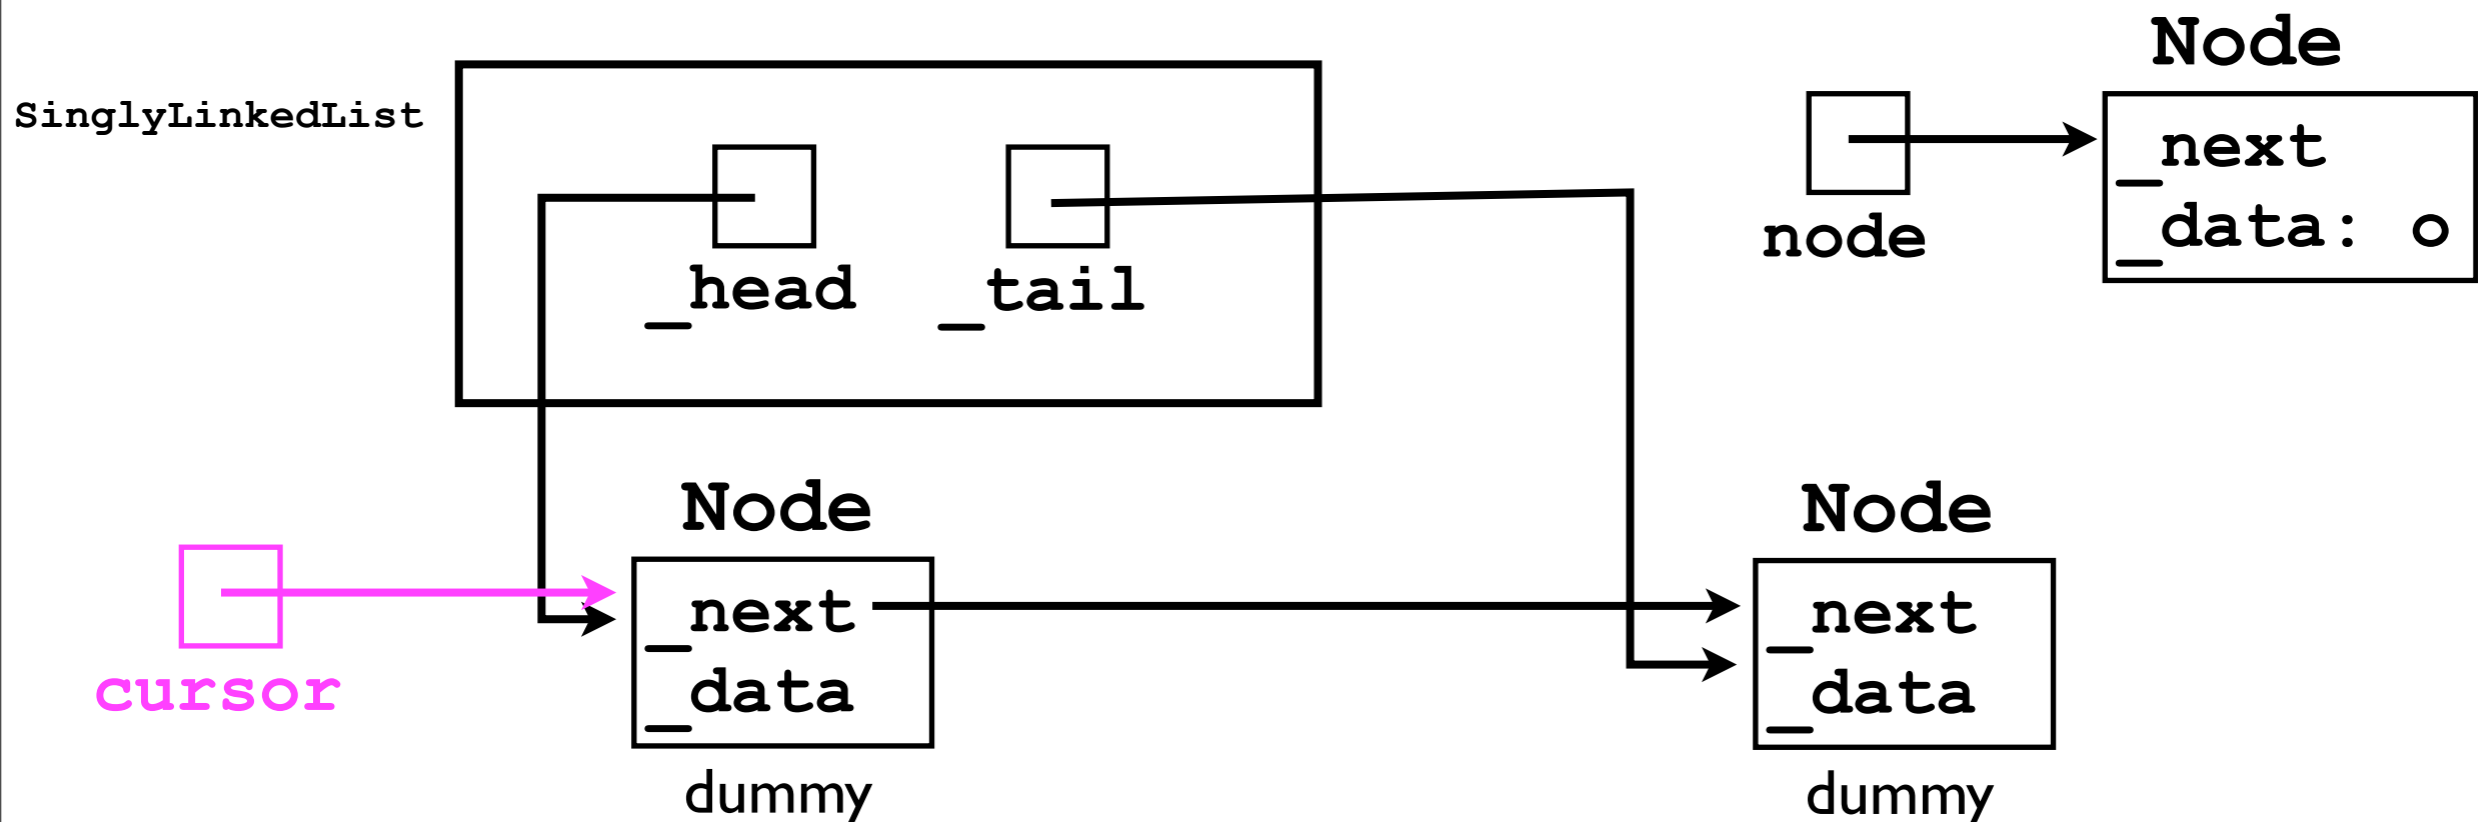 SinglyLinkedList
_head
_tail
node
Node
_next
_data: o
cursor
Node
_next
_data
dummy
Node
_next
_data
dummy